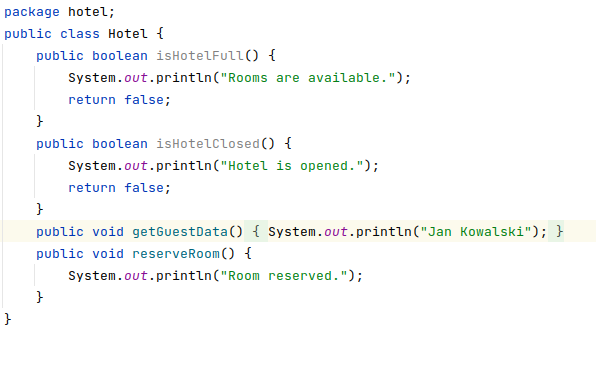 package hotel;
public class Hotel {
    public boolean isHotelFull() {
        System.out.println("Rooms are available.");
        return false;
    }
    public boolean isHotelClosed() {
        System.out.println("Hotel is opened.");
        return false;
    }
    public void getGuestData() { System.out.println("Jan Kowalski"); }
    public void reserveRoom() {
        System.out.println("Room reserved.");
    }
}